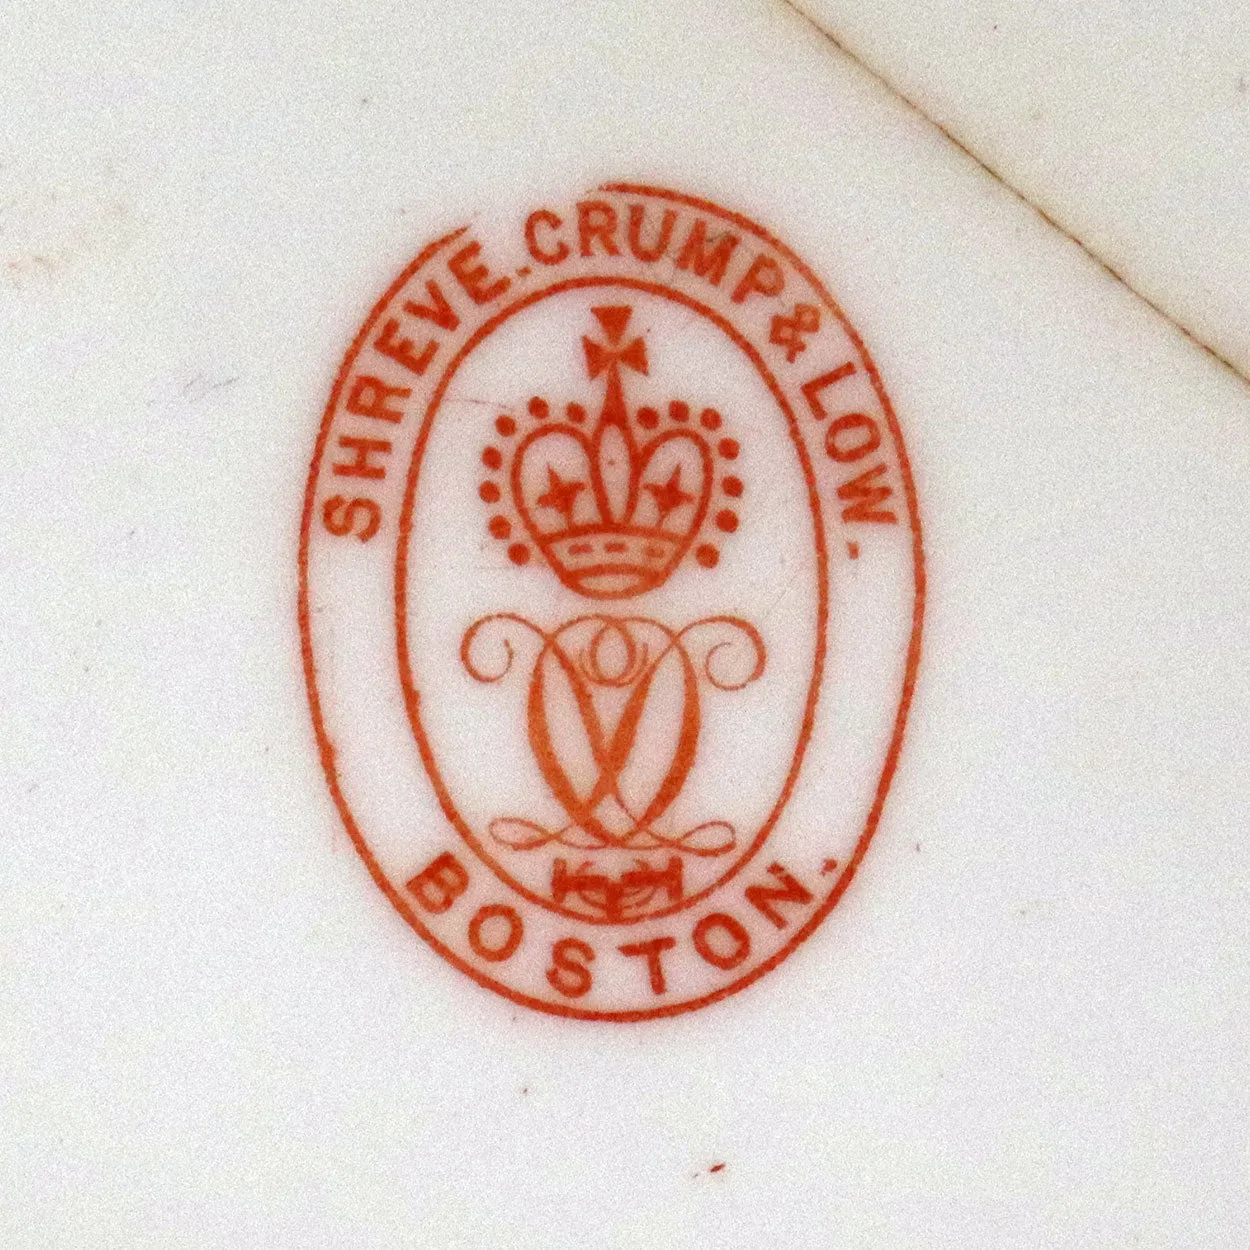 SHREVE. CRUMP & LOW.
BOSTON.